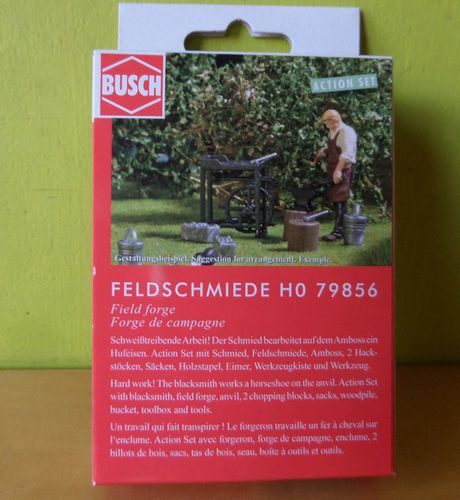 BUSCH
ACTION SET
Gestaltungsbeispiel. Suggestion for arrangement. Exemple.
FELDSCHMIEDE H0 79856
Field forge
Forge de campagne
Schweißtreibende Arbeit! Der Schmied bearbeitet auf dem Amboss ein
Hufeisen. Action Set mit Schmied, Feldschmiede, Amboss, 2 Hack-
stöcken, Säcken, Holzstapel, Eimer, Werkzeugkiste und Werkzeug.
Hard work! The blacksmith works a horseshoe on the anvil. Action Set
with blacksmith, field forge, anvil, 2 chopping blocks, sacks, woodpile,
bucket, toolbox and tools.
Un travail qui fait transpirer ! Le forgeron travaille un fer à cheval sur
l'enclume. Action Set avec forgeron, forge de campagne, enclume, 2
billots de bois, sacs, tas de bois, seau, boîte à outils et outils.